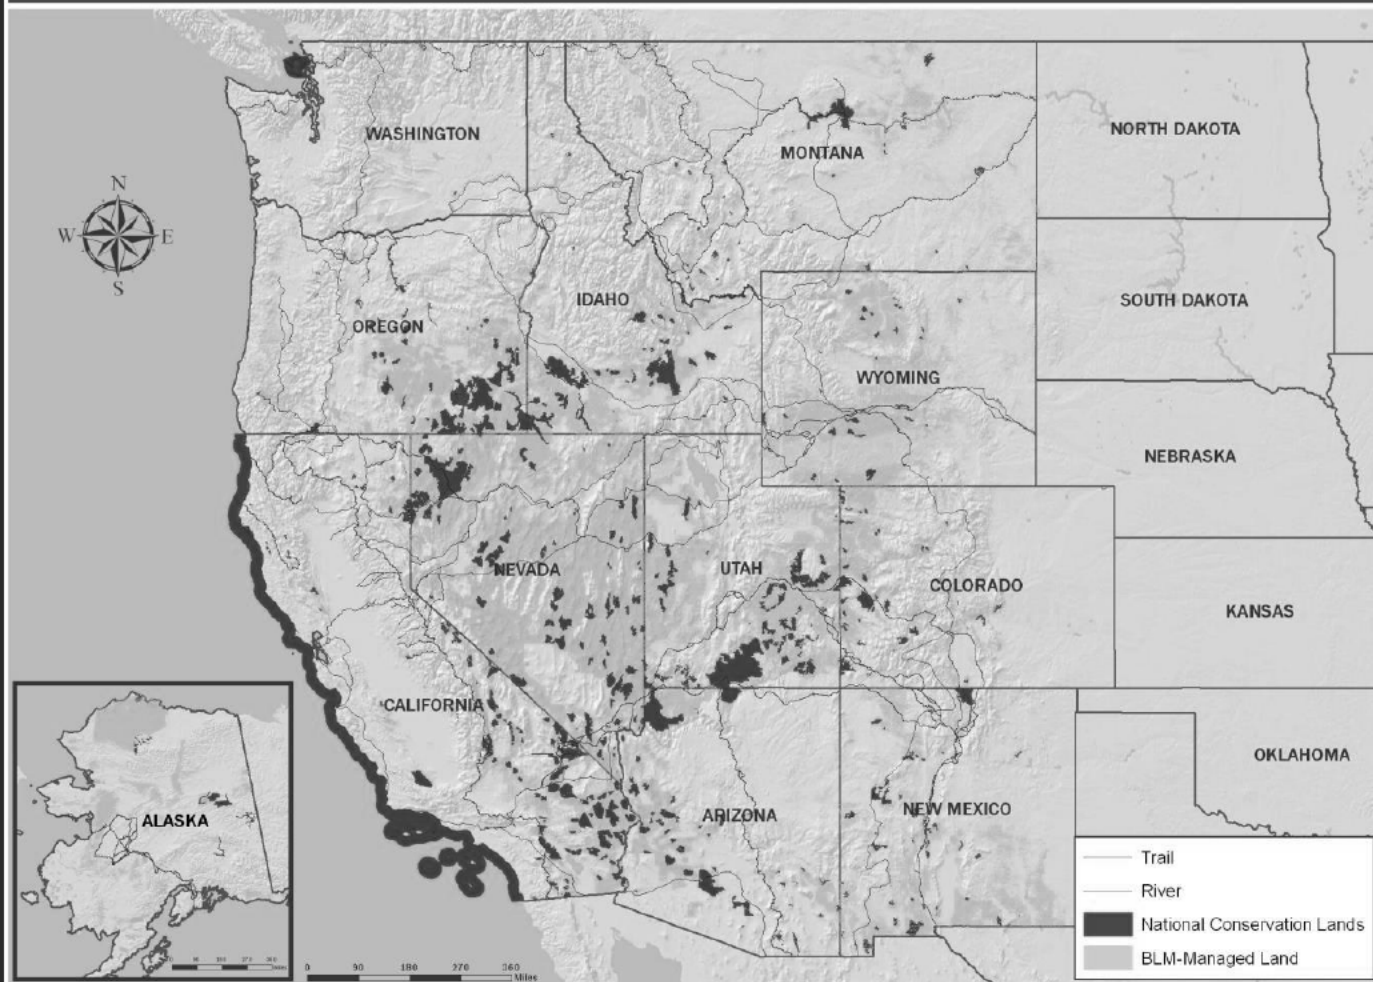 N
W E
S
WASHINGTON
MONTANA
NORTH DAKOTA
OREGON
IDAHO
SOUTH DAKOTA
WYOMING
NEBRASKA
NEVADA
UTAH
COLORADO
KANSAS
CALIFORNIA
ARIZONA
NEW MEXICO
OKLAHOMA
ALASKA
0 90 180 270 360
Miles
Trail
River
National Conservation Lands
BLM-Managed Land